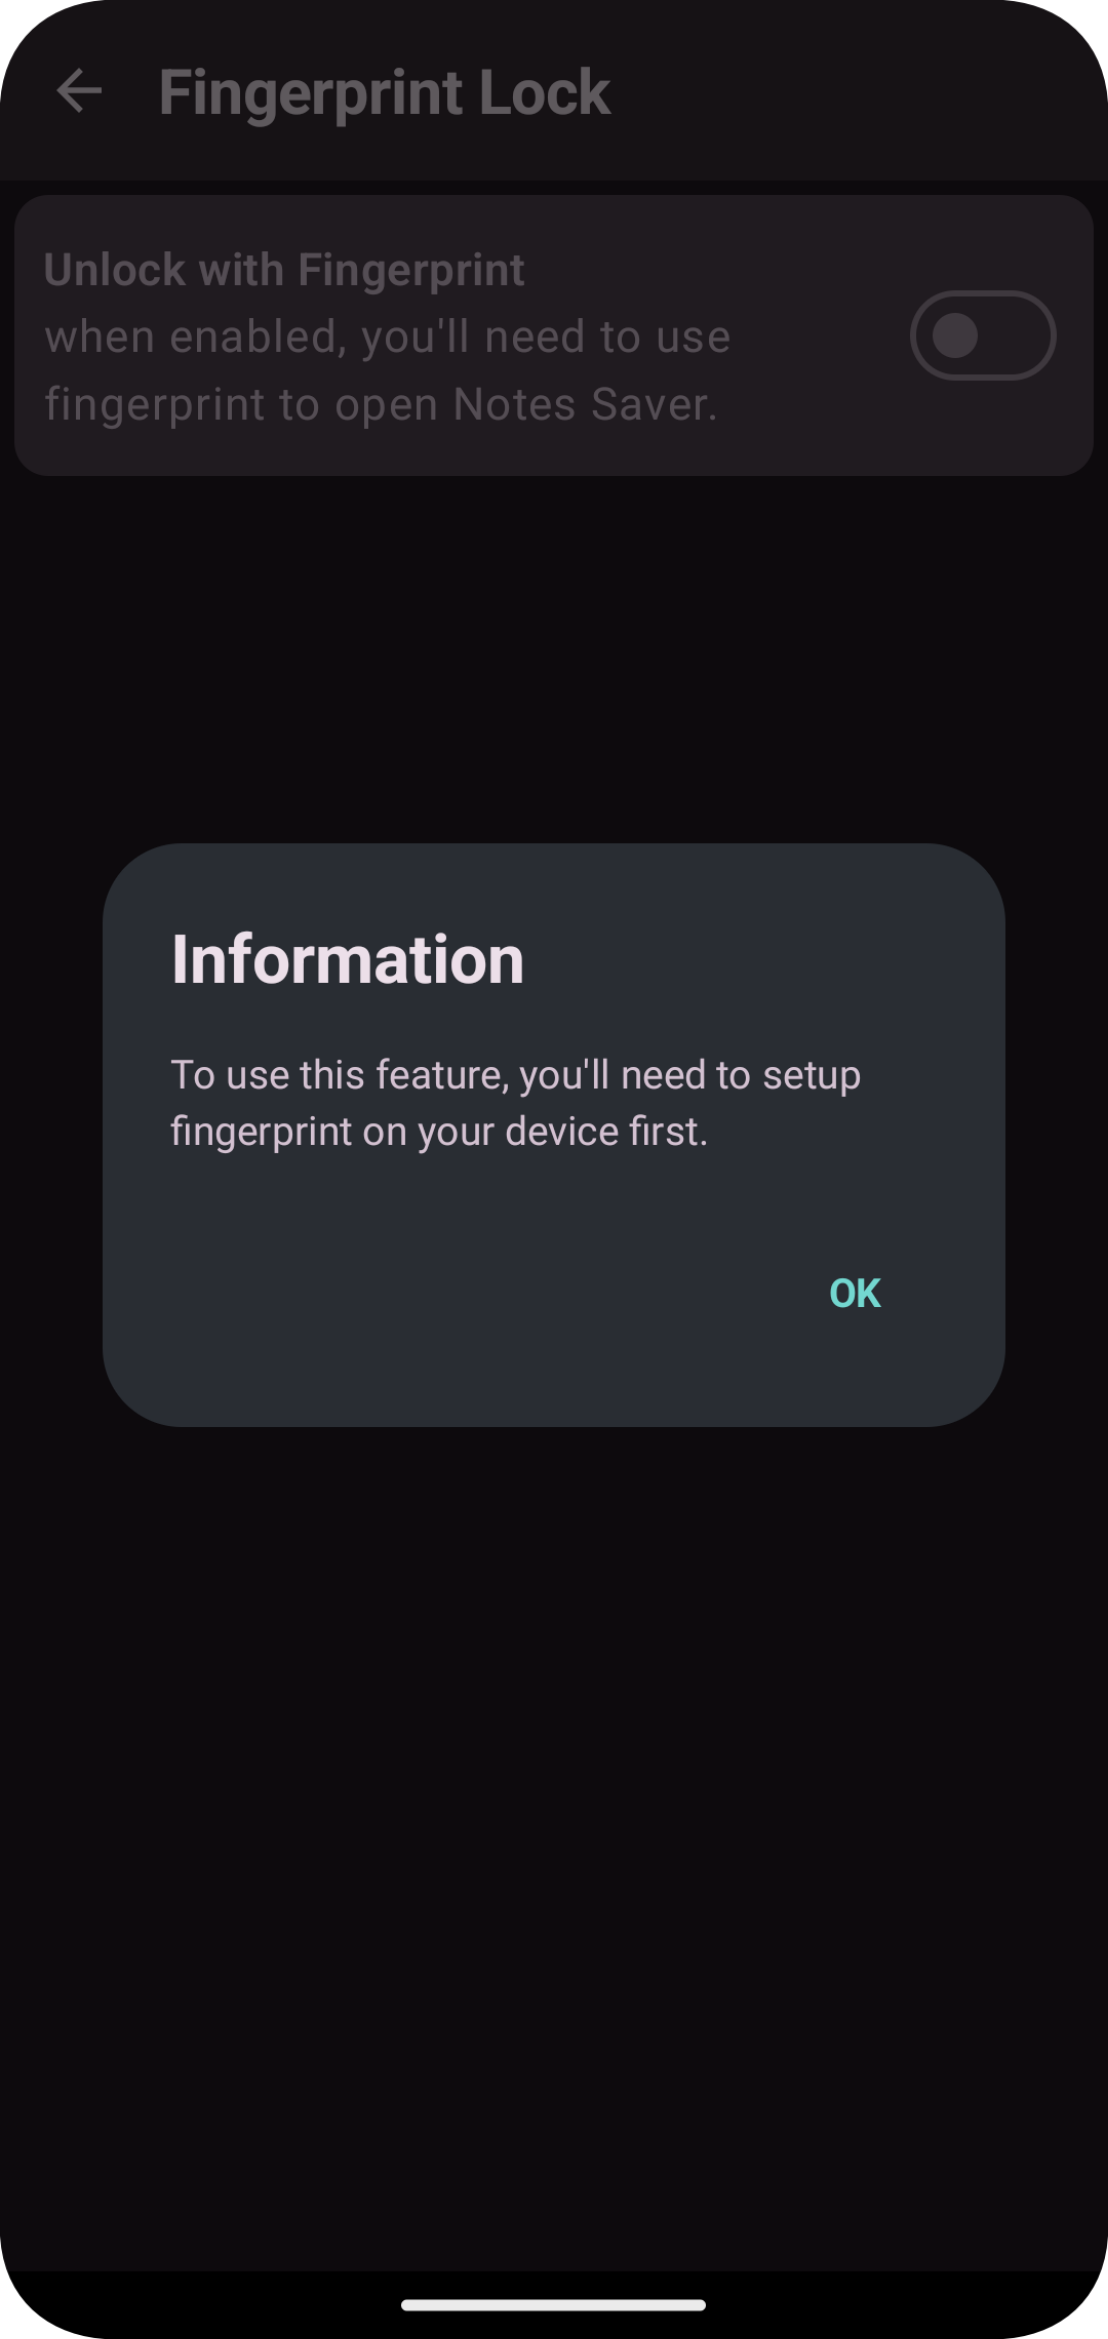 Fingerprint Lock
Unlock with Fingerprint
when enabled, you'll need to use
fingerprint to open Notes Saver.
Information
To use this feature, you'll need to setup
fingerprint on your device first.
OK